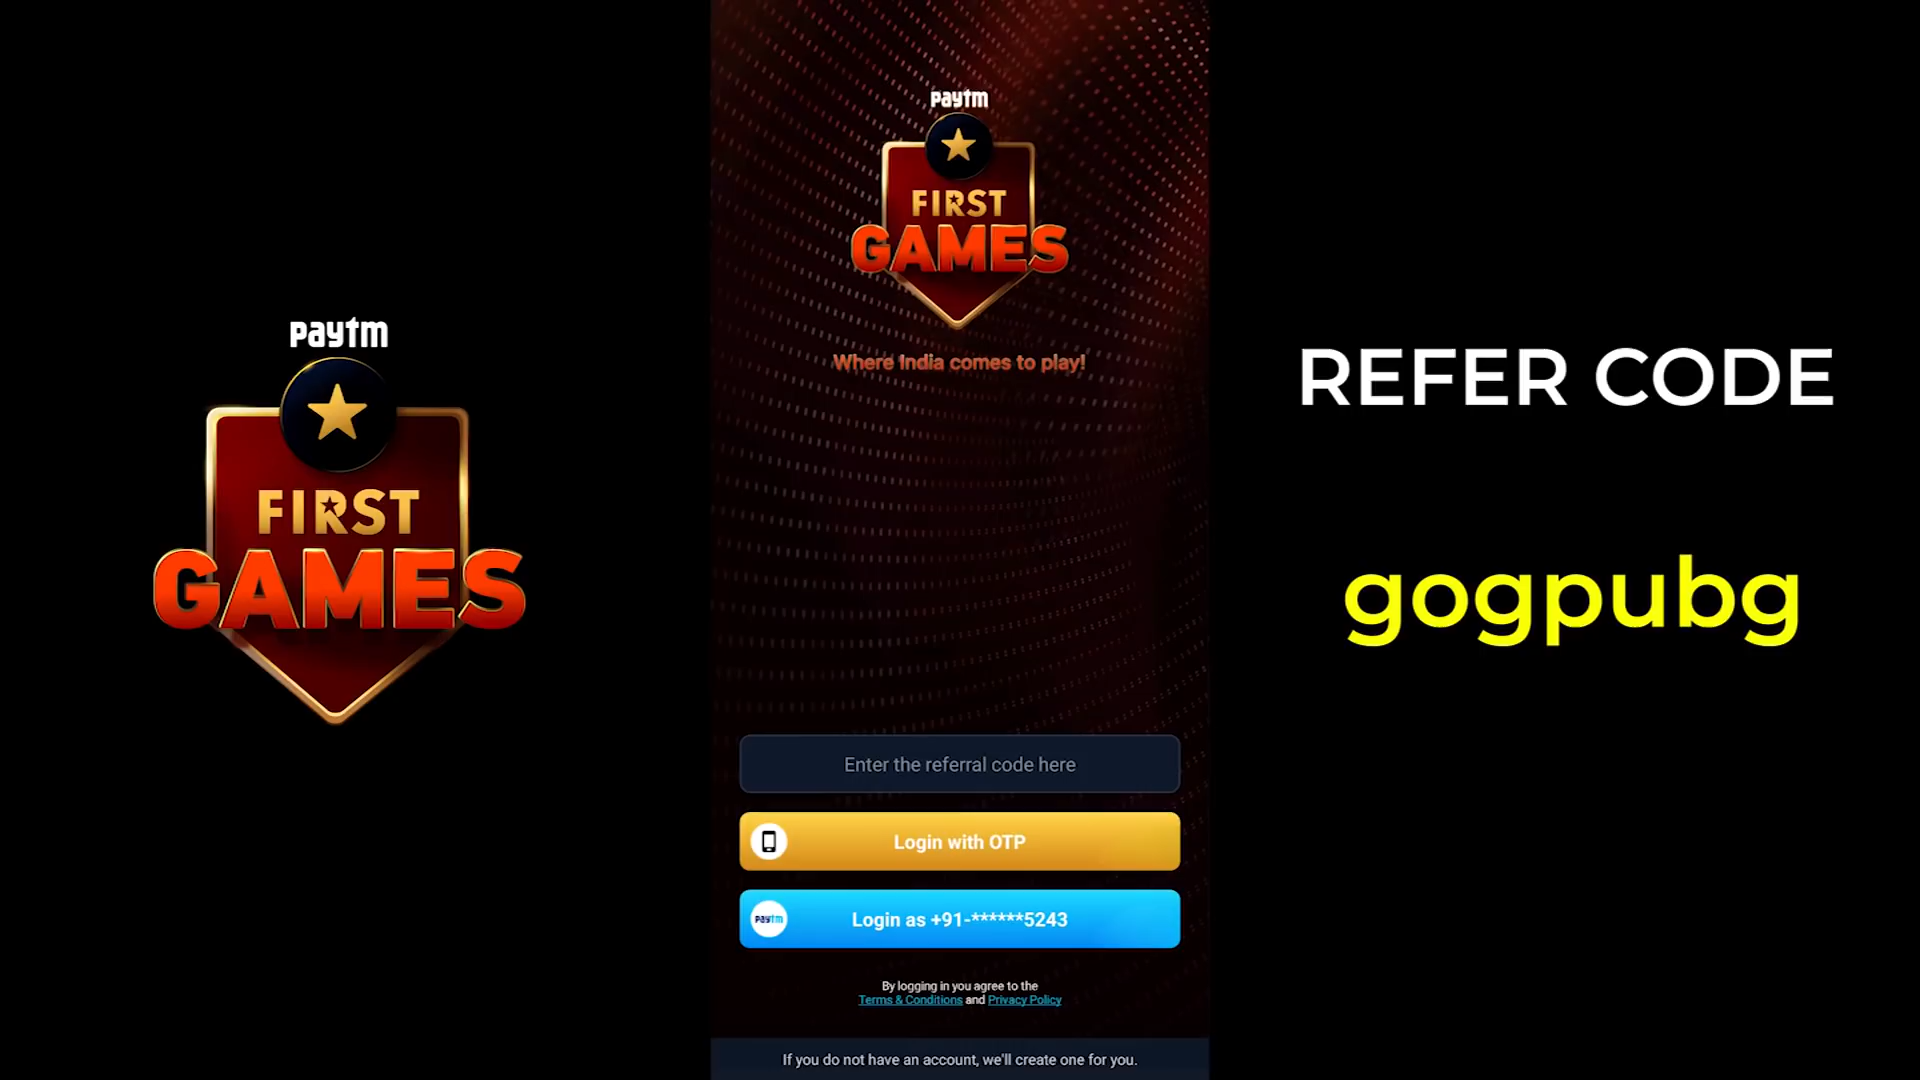 paytm
FIRST
GAMES
paytm
FIRST
GAMES
Where India comes to play!
Enter the referral code here
Login with OTP
paytm
Login as +91-******5243
By logging in you agree to the
Terms & Conditions and Privacy Policy
If you do not have an account, we'll create one for you.
REFER CODE
gogpubg